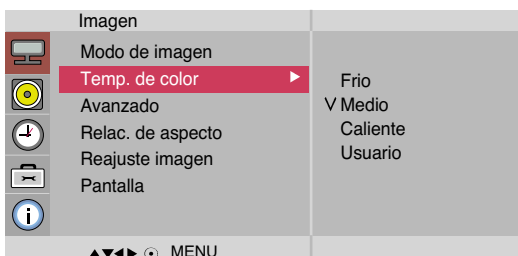 Imagen
Modo de imagen
Temp. de color
Avanzado
Relac. de aspecto
Reajuste imagen
Pantalla
Frio
Medio
Caliente
Usuario
MENU